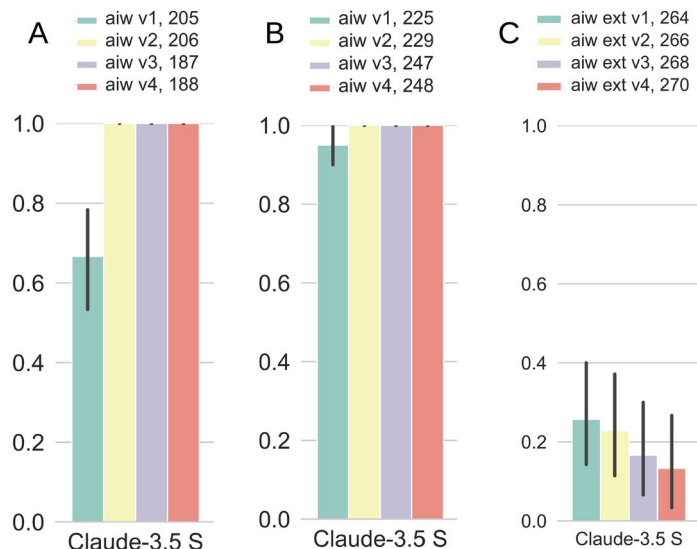 A
aiw v1, 205
aiw v2, 206
aiw v3, 187
aiw v4, 188
1.0
0.8
0.6
0.4
0.2
0.0
Claude-3.5 S
B
aiw v1, 225
aiw v2, 229
aiw v3, 247
aiw v4, 248
1.0
0.8
0.6
0.4
0.2
0.0
Claude-3.5 S
C
aiw ext v1, 264
aiw ext v2, 266
aiw ext v3, 268
aiw ext v4, 270
1.0
0.8
0.6
0.4
0.2
0.0
Claude-3.5 S